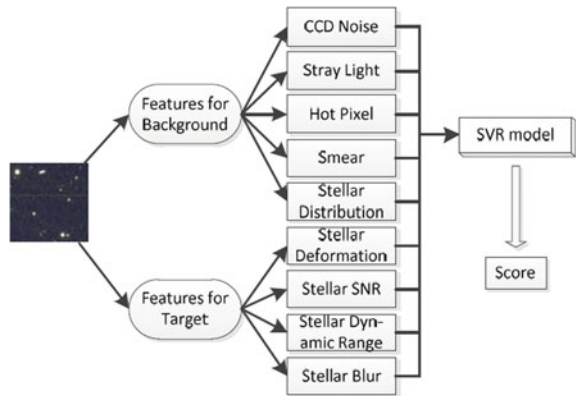 CCD Noise
Stray Light
Features for
Background
Hot Pixel
Smear
Stellar
Distribution
SVR model
Stellar
Deformation
Features for
Target
Stellar SNR
Stellar Dyn-
amic Range
Stellar Blur
Score